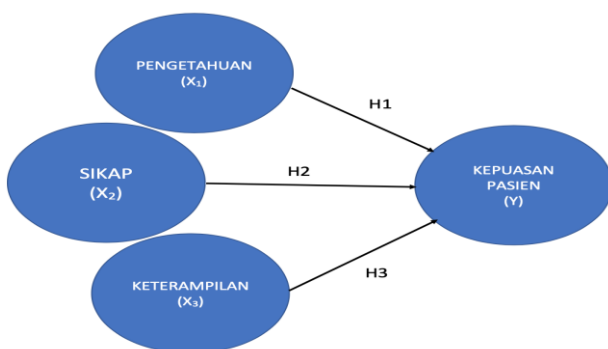 PENGETAHUAN
(X₁)
H1
SIKAP
(X₂)
H2
KEPUASAN
PASIEN
(Y)
KETERAMPILAN
(X₃)
H3